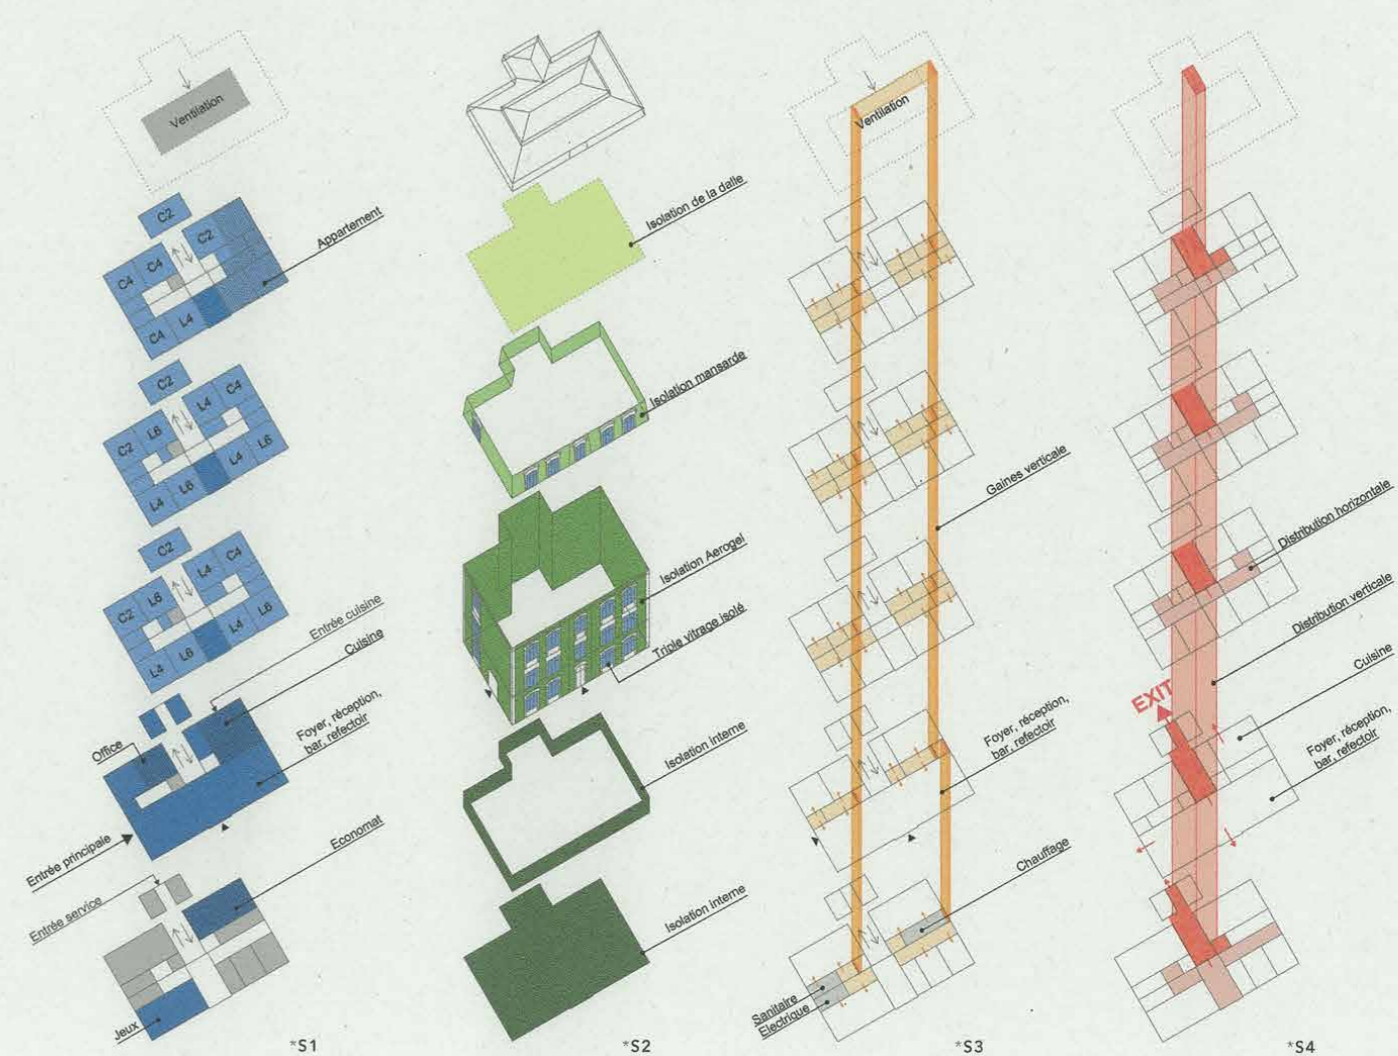 Ventilation
C2
C2
C4
C4
C4
L4
Appartement
C2
C4
L4
L6
C2
L6
L4
L6
L4
C2
C4
L4
L6
C2
L6
L4
L6
L4
Entrée cuisine
Cuisine
Office
Foyer, réception,
bar, refectoir
Entrée principale
Economat
Entrée service
Jeux
*S1
Isolation de la dalle
Isolation mansarde
Isolation Aerogel
Triple vitrage isolé
Isolation interne
Isolation interne
*S2
Ventilation
Gaines verticale
Foyer, réception,
bar, refectoir
Chauffage
Sanitaire
Electrique
*S3
Distribution horizontale
Distribution verticale
Cuisine
EXIT
Foyer, réception,
bar, refectoir
*S4